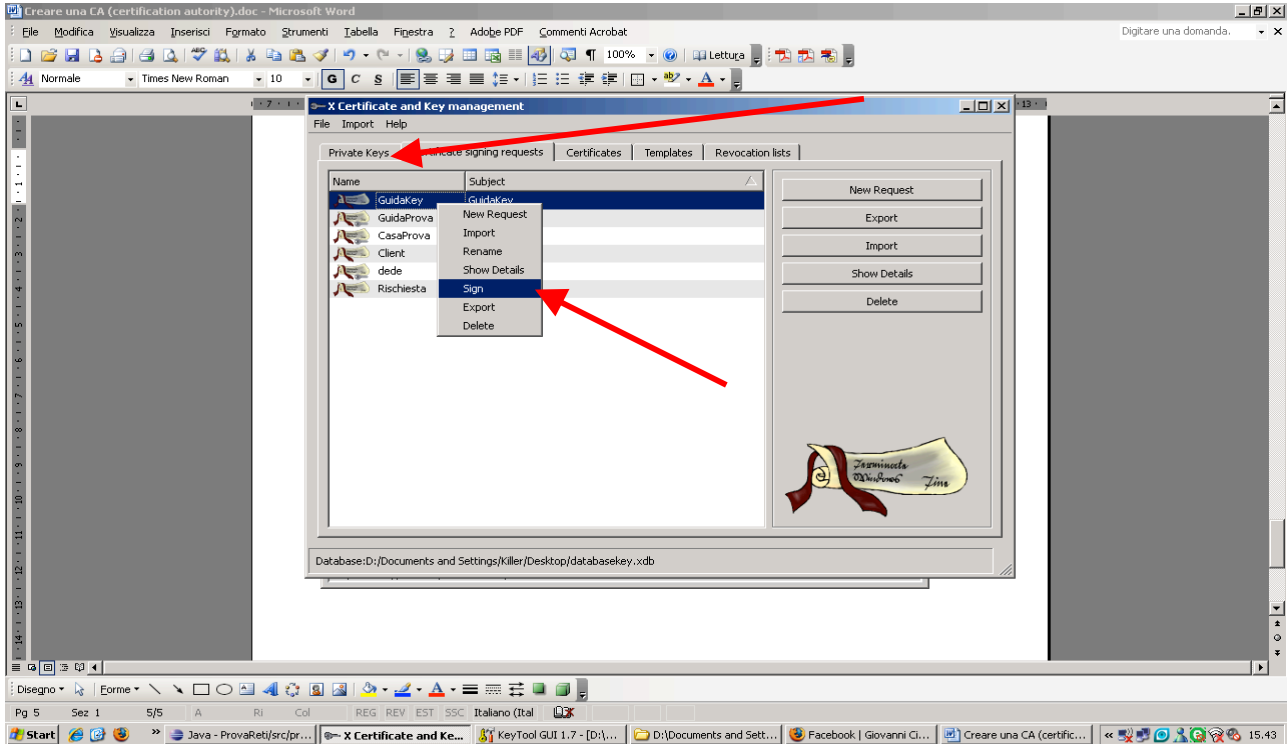 Creare una CA (certification autority).doc - Microsoft Word
File Modifica Visualizza Inserisci Formato Strumenti Tabella Finestra ? Adobe PDF Commenti Acrobat Digitare una domanda.
100% Lettura
Normale Times New Roman 10 G C S
X Certificate and Key management
File Import Help
Private Keys signing requests Certificates Templates Revocation lists
Name Subject
GuidaKey GuidaKey
GuidaProva
CasaProva
Client
dede
Rischiesta
New Request
Import
Rename
Show Details
Sign
Export
Delete
New Request
Export
Import
Show Details
Delete
Database:D:/Documents and Settings/Killer/Desktop/databasekey.xdb
Disegno Forme
Pg 5 Sez 1 5/5 A Ri Col REG REV EST SSC Italiano (Ital
Start » Java - ProvaReti/src/pr... X Certificate and Ke... KeyTool GUI 1.7 - [D:\... D:\Documents and Sett... Facebook | Giovanni Ci... Creare una CA (certific... « 15.43